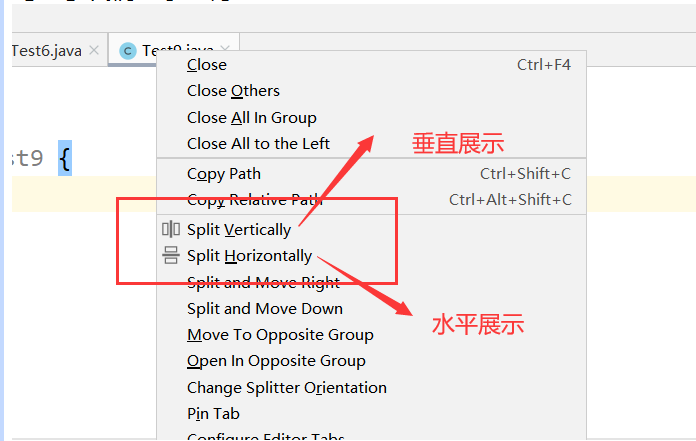 Test6.java
Test9.java
Close Ctrl+F4
Close Others
Close All In Group
Close All to the Left
垂直展示
st9 {
Copy Path Ctrl+Shift+C
Copy Relative Path Ctrl+Alt+Shift+C
Split Vertically
Split Horizontally
Split and Move Right
Split and Move Down
水平展示
Move To Opposite Group
Open In Opposite Group
Change Splitter Orientation
Pin Tab
Configure Editor Tabs